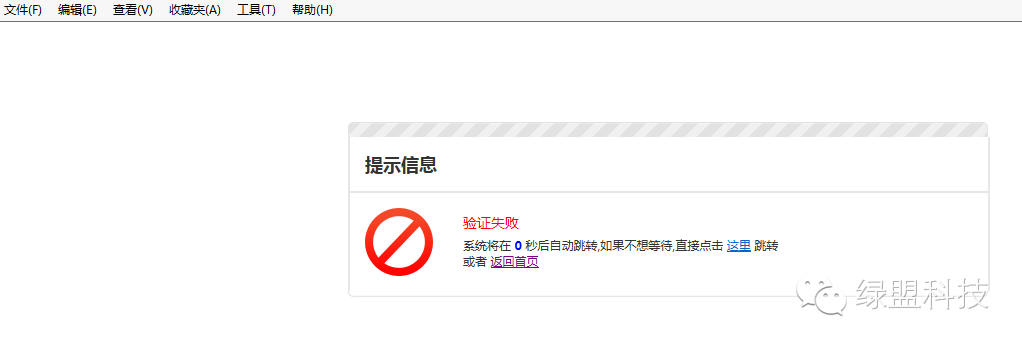 文件(F) 编辑(E) 查看(V) 收藏夹(A) 工具(T) 帮助(H)
提示信息
验证失败
系统将在 0 秒后自动跳转,如果不想等待,直接点击 这里 跳转
或者 返回首页
绿盟科技